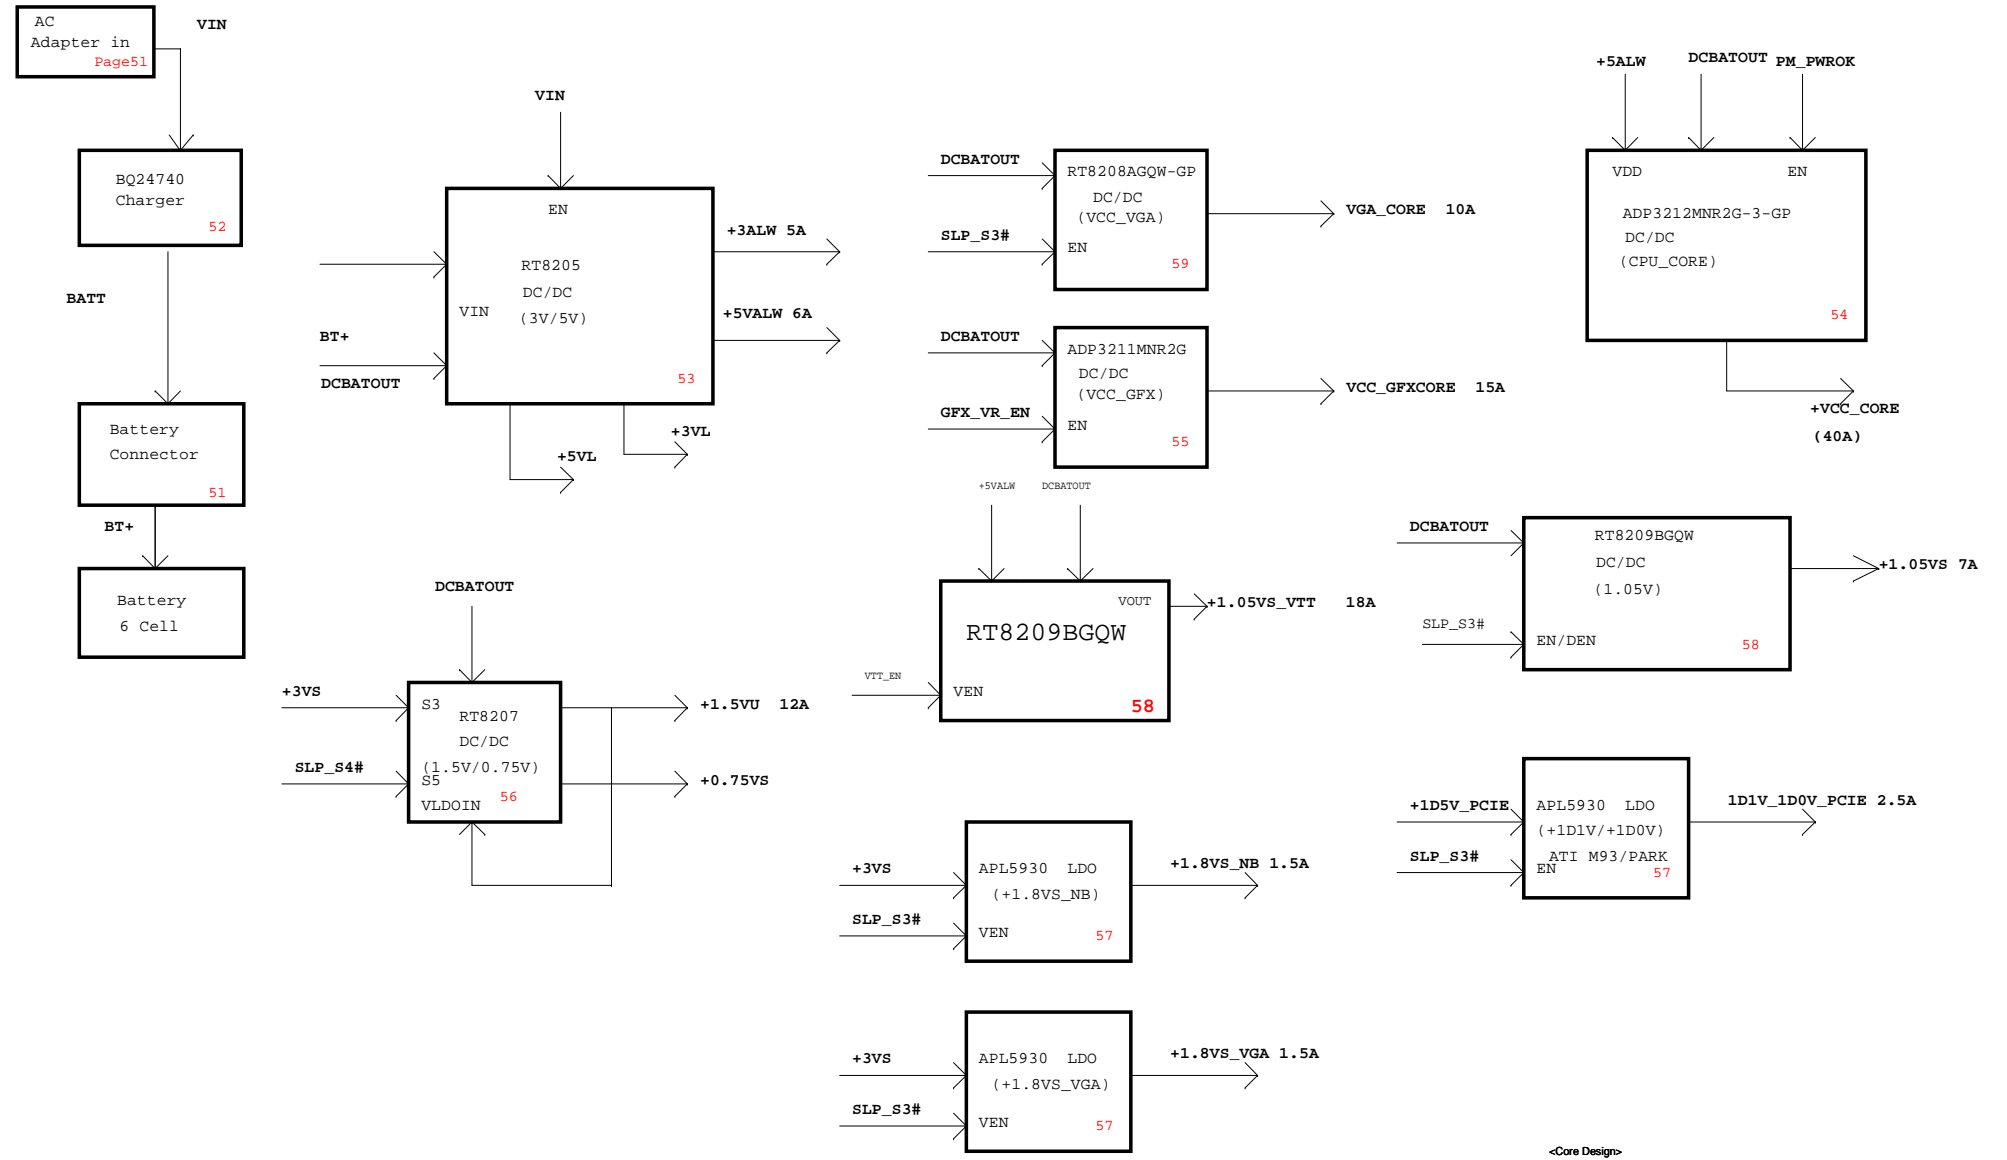 AC
Adapter in
Page51
VIN
BQ24740
Charger
52
BATT
Battery
Connector
51
BT+
Battery
6 Cell
VIN
EN
RT8205
DC/DC
(3V/5V)
VIN
53
BT+
DCBATOUT
+3ALW 5A
+5VALW 6A
+3VL
+5VL
DCBATOUT
+3VS
S3
RT8207
DC/DC
(1.5V/0.75V)
SLP_S4#
S5
56
VLDOIN
+1.5VU 12A
+0.75VS
DCBATOUT
RT8208AGQW-GP
DC/DC
(VCC_VGA)
SLP_S3#
EN
59
VGA_CORE 10A
DCBATOUT
ADP3211MNR2G
DC/DC
(VCC_GFX)
GFX_VR_EN
EN
55
VCC_GFXCORE 15A
+5VALW DCBATOUT
VOUT
RT8209BGQW
VTT_EN
VEN
58
+1.05VS_VTT 18A
+3VS
APL5930 LDO
(+1.8VS_NB)
SLP_S3#
VEN
57
+1.8VS_NB 1.5A
+3VS
APL5930 LDO
(+1.8VS_VGA)
SLP_S3#
VEN
57
+1.8VS_VGA 1.5A
+5ALW DCBATOUT PM_PWROK
VDD EN
ADP3212MNR2G-3-GP
DC/DC
(CPU_CORE)
54
+VCC_CORE
(40A)
DCBATOUT
RT8209BGQW
DC/DC
(1.05V)
SLP_S3#
EN/DEN
58
+1.05VS 7A
+1D5V_PCIE
APL5930 LDO
(+1D1V/+1D0V)
SLP_S3#
ATI M93/PARK
EN
57
1D1V_1D0V_PCIE 2.5A
<Core Design>